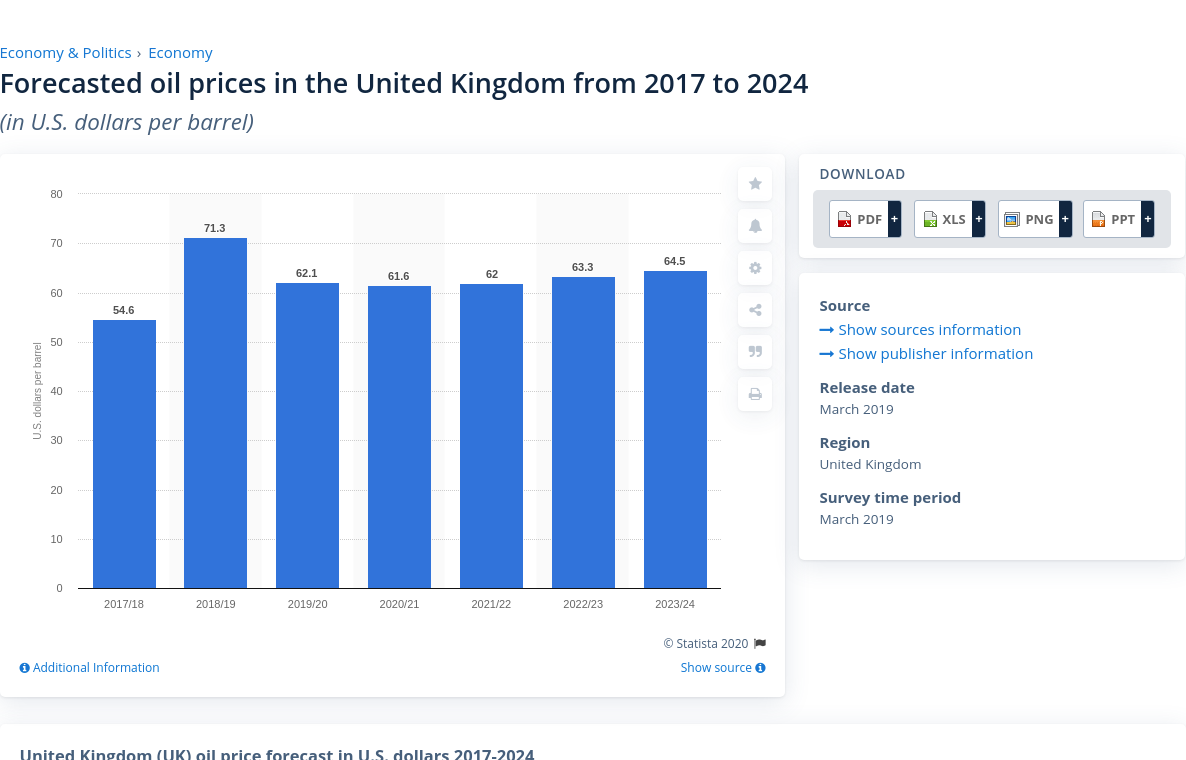 Economy & Politics › Economy
Forecasted oil prices in the United Kingdom from 2017 to 2024
(in U.S. dollars per barrel)
80
70
60
50
40
30
20
10
0
U.S. dollars per barrel
54.6
71.3
62.1
61.6
62
63.3
64.5
2017/18
2018/19
2019/20
2020/21
2021/22
2022/23
2023/24
© Statista 2020
Additional Information
Show source
DOWNLOAD
PDF + XLS + PNG + PPT +
Source
Show sources information
Show publisher information
Release date
March 2019
Region
United Kingdom
Survey time period
March 2019
United Kingdom (UK) oil price forecast in U.S. dollars 2017-2024